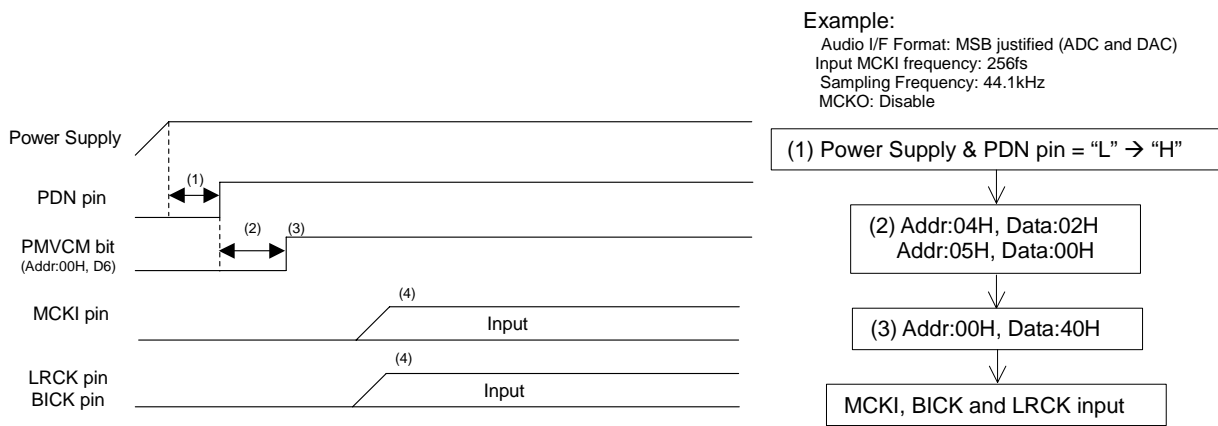 Example:
Audio I/F Format: MSB justified (ADC and DAC)
Input MCKI frequency: 256fs
Sampling Frequency: 44.1kHz
MCKO: Disable
Power Supply
(1)
PDN pin
(2)
(3)
PMVCM bit
(Addr:00H, D6)
(4)
MCKI pin
Input
(4)
LRCK pin
BICK pin
Input
(1) Power Supply & PDN pin = “L” → “H”
(2) Addr:04H, Data:02H
Addr:05H, Data:00H
(3) Addr:00H, Data:40H
MCKI, BICK and LRCK input